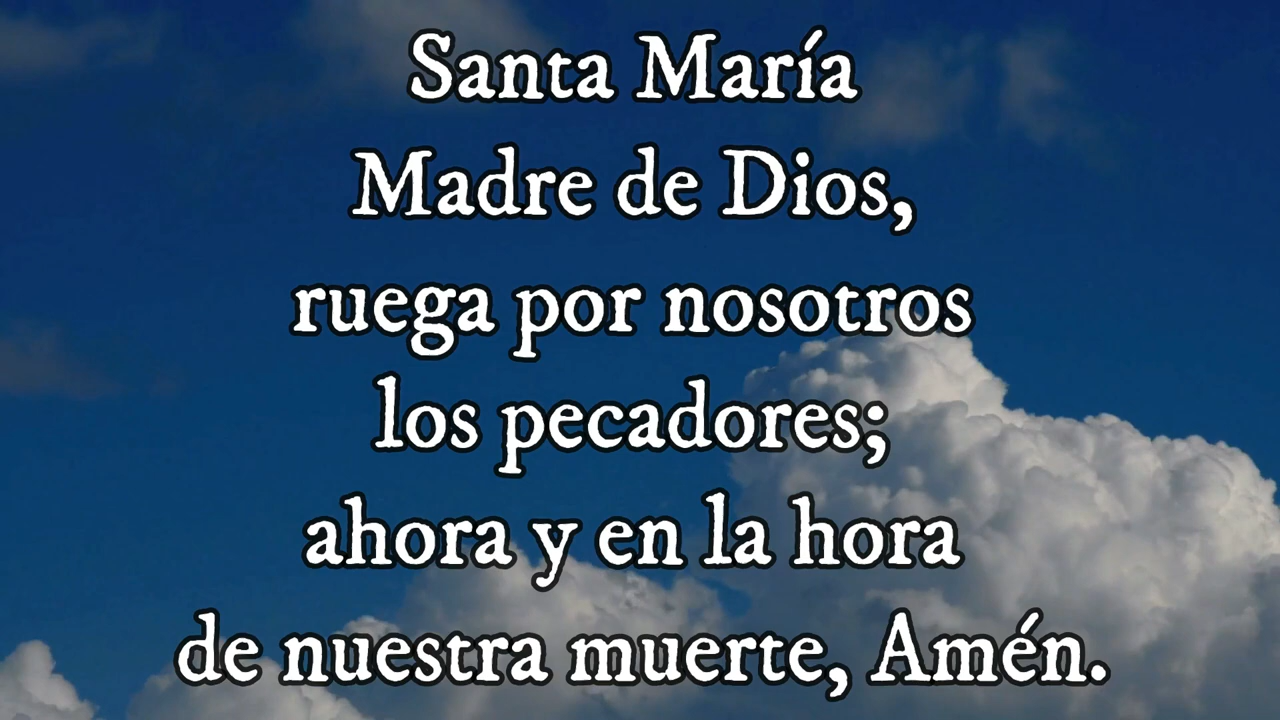 Santa María
Madre de Dios,
ruega por nosotros
los pecadores;
ahora y en la hora
de nuestra muerte, Amén.